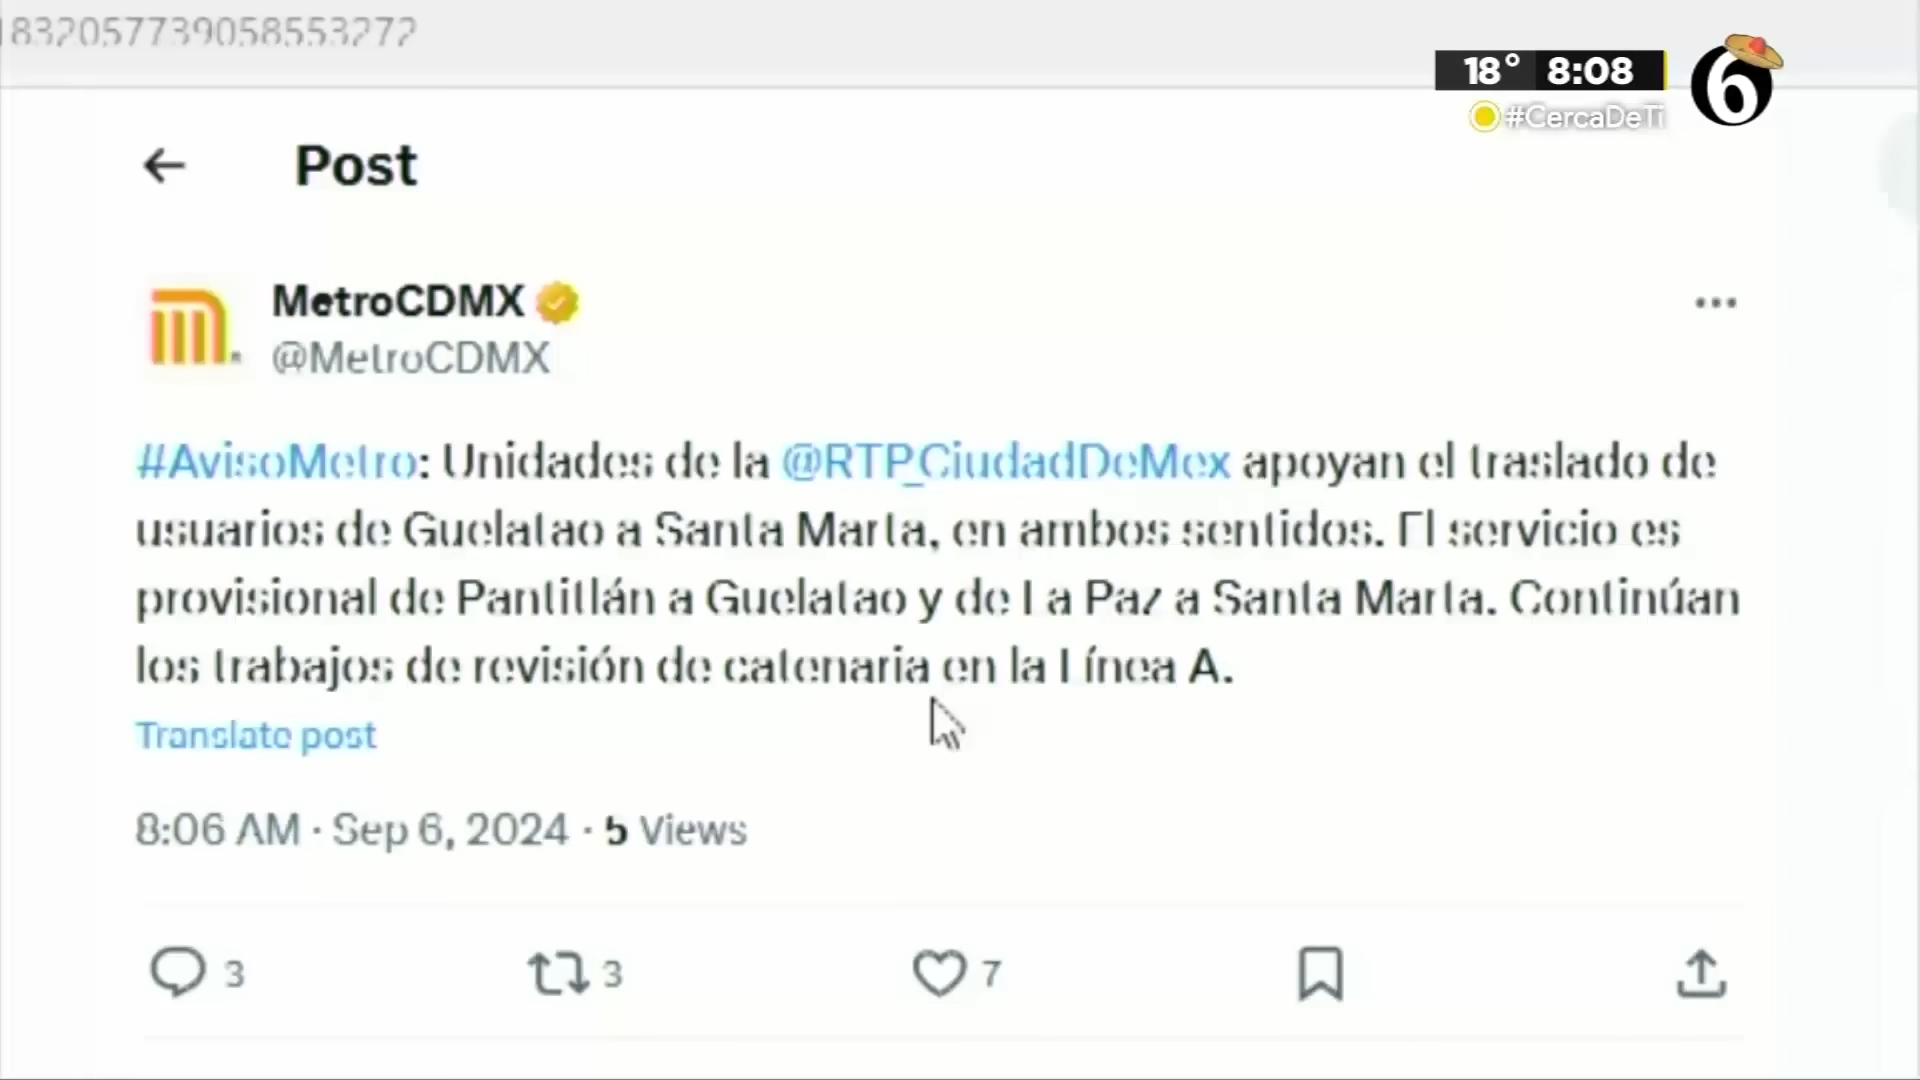 1832057739058553272
18° 8:08
#CercaDeTi
6
Post
MetroCDMX
@MetroCDMX
#AvisoMetro: Unidades de la @RTP_CiudadDeMex apoyan el traslado de
usuarios de Guelatao a Santa Marta, en ambos sentidos. El servicio es
provisional de Pantitlán a Guelatao y de La Paz a Santa Marta. Continúan
los trabajos de revisión de catenaria en la Línea A.
Translate post
8:06 AM · Sep 6, 2024 · 5 Views
3 3 7